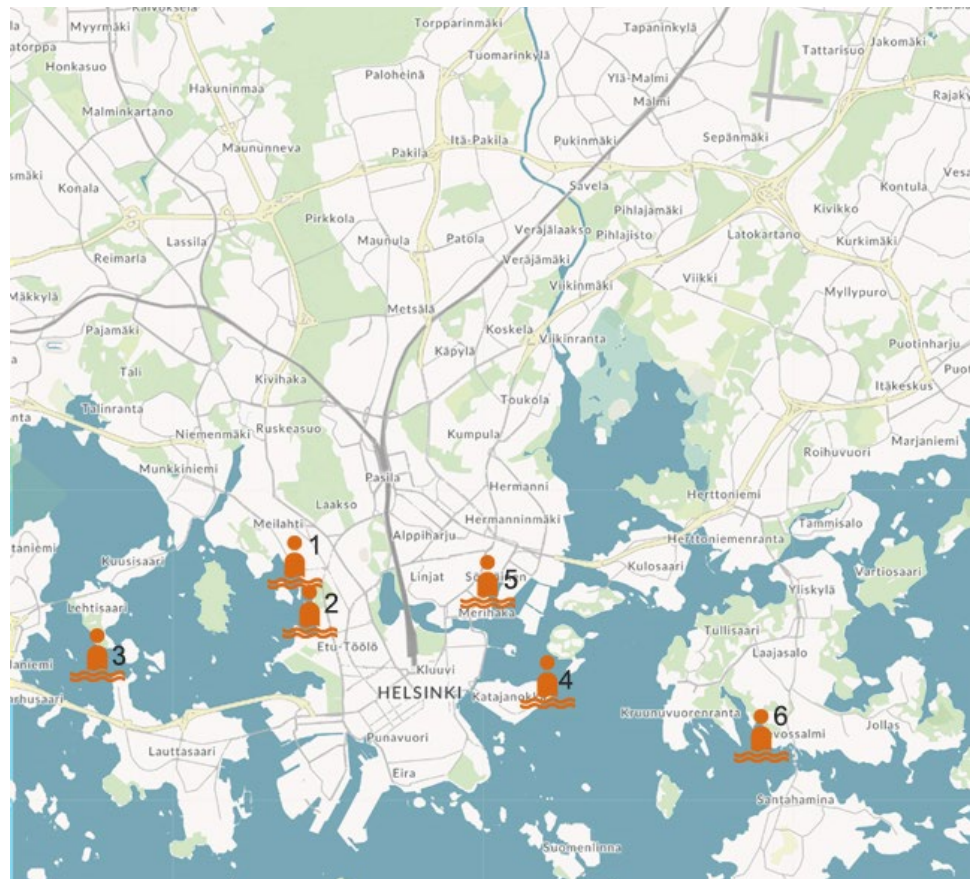 Torpparinmäki
Tapaninkylä
Myyrmäki
Jakomäki
Tattarisuo
Tuomarinkylä
Honkasuo
Paloheinä
Ylä-Malmi
Hakuninmaa
Malmi
Malminkartano
Itä-Pakila
Pukinmäki
Sepänmäki
Maununneva
Pakila
Konala
Savela
Kontula
Pirkkola
Pihlajamäki
Kivikko
Veräjälaakso
Pihlajisto
Latokartano
Lassila
Maunula
Patola
Kurkimäki
Reimarla
Veräjämäki
Viikki
Viikinmäki
Myllypuro
Mäkkylä
Metsälä
Pajamäki
Koskela
Viikinranta
Puotinharju
Käpylä
Tali
Kivihaka
Itäkeskus
Toukola
Talinranta
Ruskeasuo
Niemenmäki
Kumpula
Marjaniemi
Roihuvuori
Munkkiniemi
Pasila
Hermanni
Herttoniemi
Laakso
Meilahti
Hermanninmäki
Tammisalo
Alppiharju
Herttoniemenranta
1
Kuusisaari
Kulosaari
Vartiosaari
Linjat
5
Yliskylä
2
Lehtisaari
Merihaka
Tullisaari
Etu-Töölö
3
Laajasalo
Kluuvi
4
HELSINKI
Katajanokk
Kruunuvuorenranta
6
Jollas
vossalmi
Punavuori
Lauttasaari
Eira
Santahamina
Suomenlinna